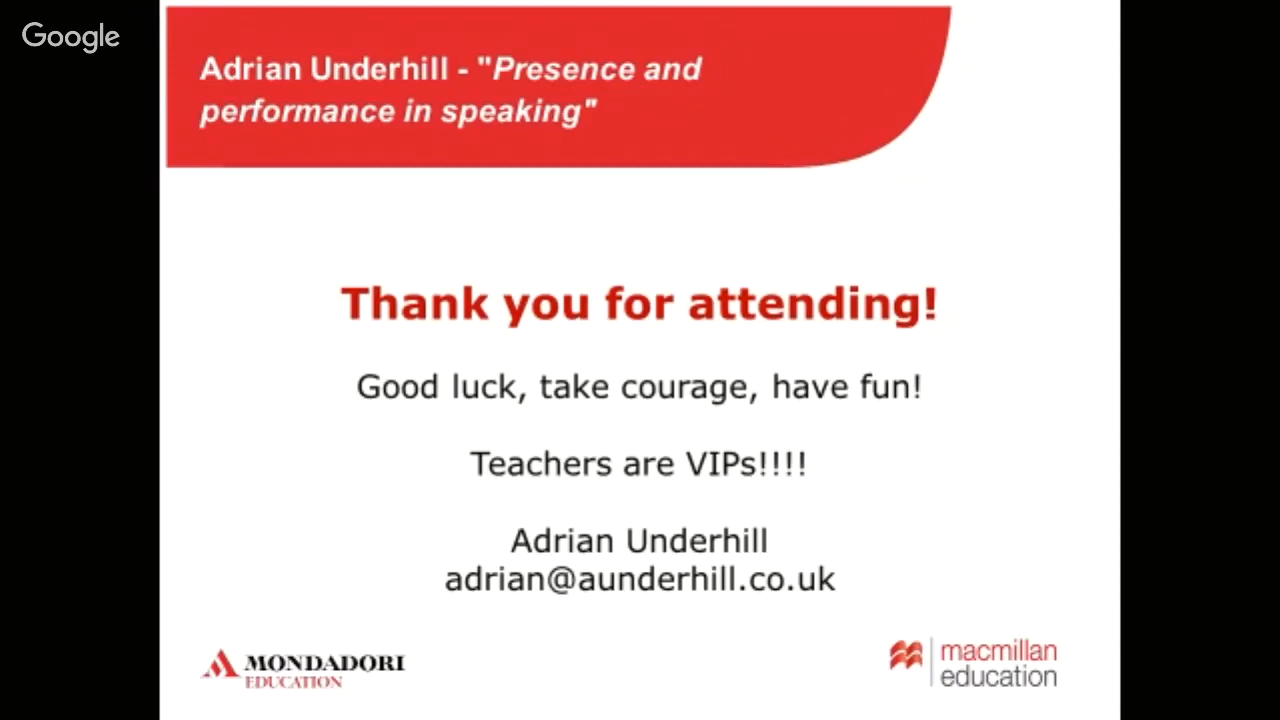 Google
Adrian Underhill - "Presence and
performance in speaking"
Thank you for attending!
Good luck, take courage, have fun!
Teachers are VIPs!!!!
Adrian Underhill
adrian@aunderhill.co.uk
MONDADORI
EDUCATION
macmillan
education